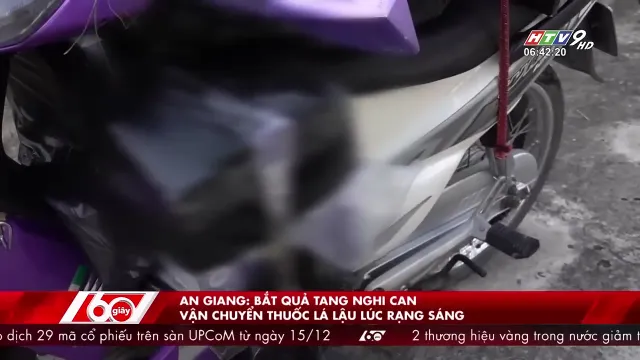 HTV9 HD
06:42:20
60 giây
AN GIANG: BẮT QUẢ TANG NGHI CAN
VẬN CHUYỂN THUỐC LÁ LẬU LÚC RẠNG SÁNG
dịch 29 mã cổ phiếu trên sàn UPCoM từ ngày 15/12 60 giây 2 thương hiệu vàng trong nước giảm